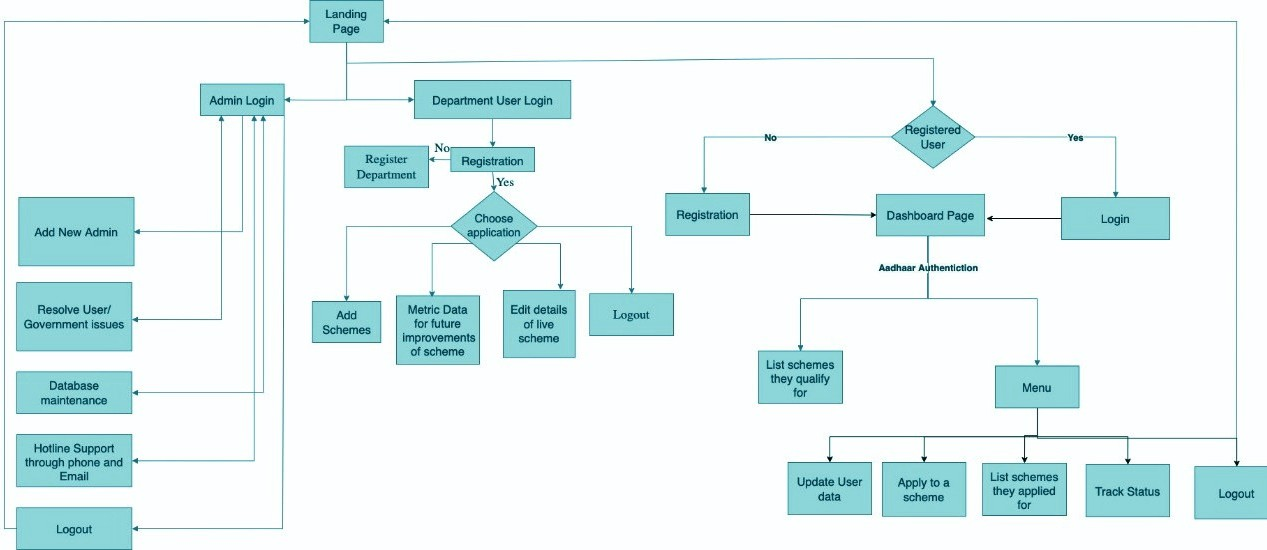 Landing
Page
Admin Login
Department User Login
Registered
User
No
Yes
No
Register
Department
Registration
Yes
Add New Admin
Choose
application
Registration
Dashboard Page
Login
Aadhaar Authentiction
Resolve User/
Government issues
Add
Schemes
Metric Data
for future
improvements
of scheme
Edit details
of live
scheme
Logout
List schemes
they qualify
for
Menu
Database
maintenance
Hotline Support
through phone and
Email
Update User
data
Apply to a
scheme
List schemes
they applied
for
Track Status
Logout
Logout